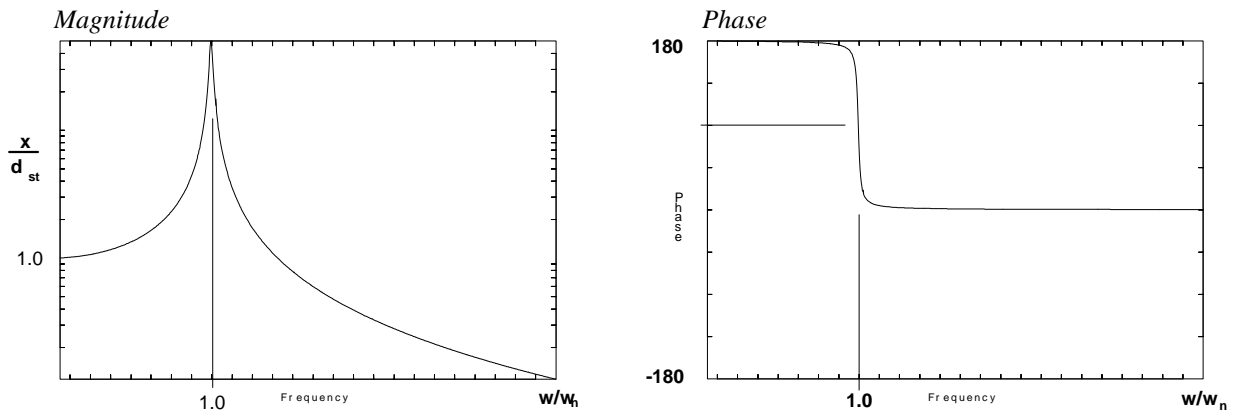 Magnitude
x
d st
1.0
1.0
Frequency
w/wn
Phase
180
Phase
-180
1.0
Frequency
w/wn